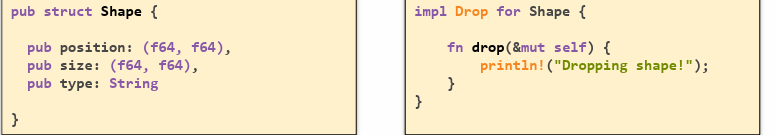 pub struct Shape {
pub position: (f64, f64),
pub size: (f64, f64),
pub type: String
}
impl Drop for Shape {
fn drop(&mut self) {
println!("Dropping shape!");
}
}